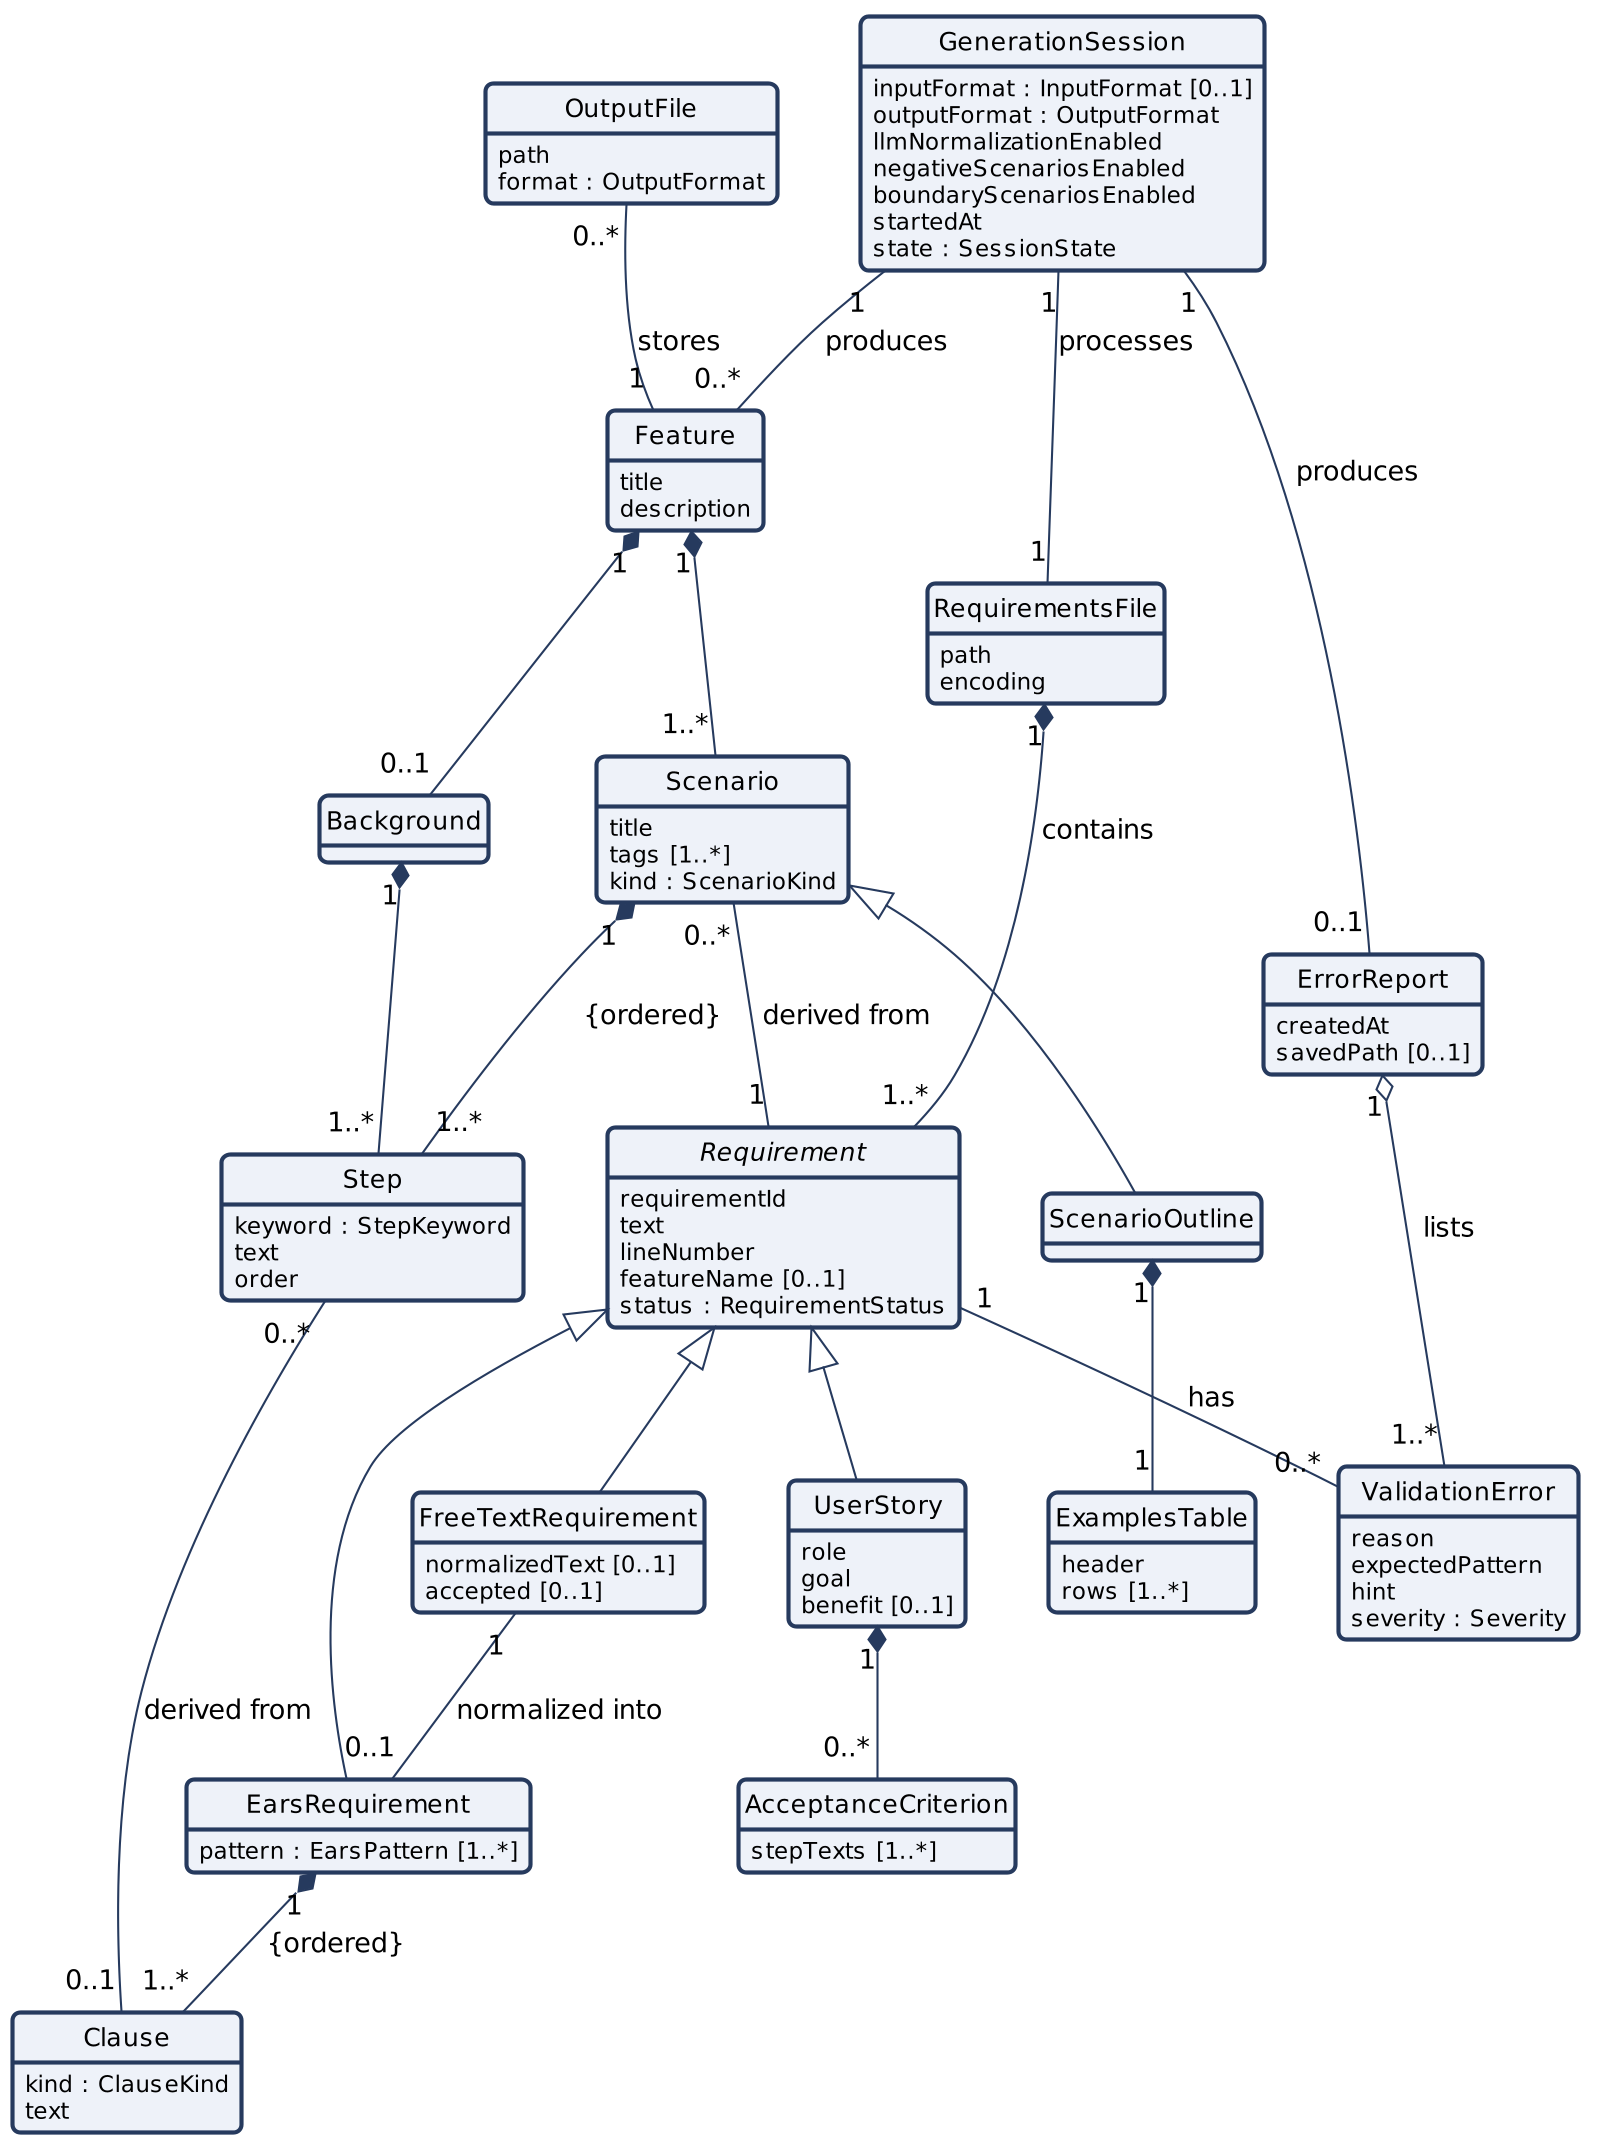 GenerationSession
inputFormat : InputFormat [0..1]
outputFormat : OutputFormat
llmNormalizationEnabled
negativeScenariosEnabled
boundaryScenariosEnabled
startedAt
state : SessionState
OutputFile
path
format : OutputFormat
0..*
1
1
1
stores
produces
processes
1
0..*
Feature
title
description
produces
1
1
1
RequirementsFile
path
encoding
1
1..*
0..1
Background
Scenario
title
tags [1..*]
kind : ScenarioKind
contains
1
1
0..*
0..1
ErrorReport
createdAt
savedPath [0..1]
{ordered}
derived from
1..*
1..*
1
1..*
1
Step
keyword : StepKeyword
text
order
Requirement
requirementId
text
lineNumber
featureName [0..1]
status : RequirementStatus
ScenarioOutline
lists
1
1
0..*
has
1..*
1
0..*
FreeTextRequirement
normalizedText [0..1]
accepted [0..1]
UserStory
role
goal
benefit [0..1]
ExamplesTable
header
rows [1..*]
ValidationError
reason
expectedPattern
hint
severity : Severity
1
1
derived from
normalized into
0..1
0..*
EarsRequirement
pattern : EarsPattern [1..*]
AcceptanceCriterion
stepTexts [1..*]
1
{ordered}
0..1
1..*
Clause
kind : ClauseKind
text